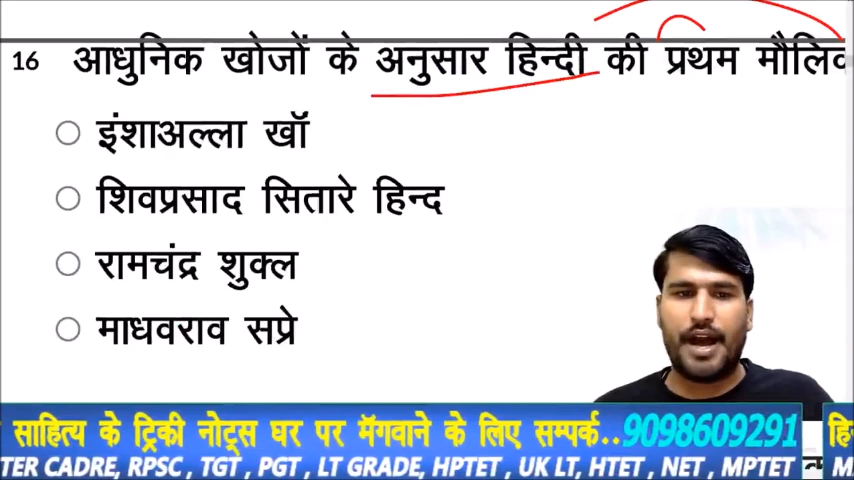 16 आधुनिक खोजों के अनुसार हिन्दी की प्रथम
इंशाअल्ला खॉ
शिवप्रसाद सितारे हिन्द
रामचंद्र शुक्ल
माधवराव सप्रे
साहित्य के ट्रिकी नोट्स घर पर मॅगवाने के लिए सम्पर्क..9098609291
TER CADRE, RPSC , TGT , PGT , LT GRADE, HPTET , UK LT, HTET , NET , MPTET